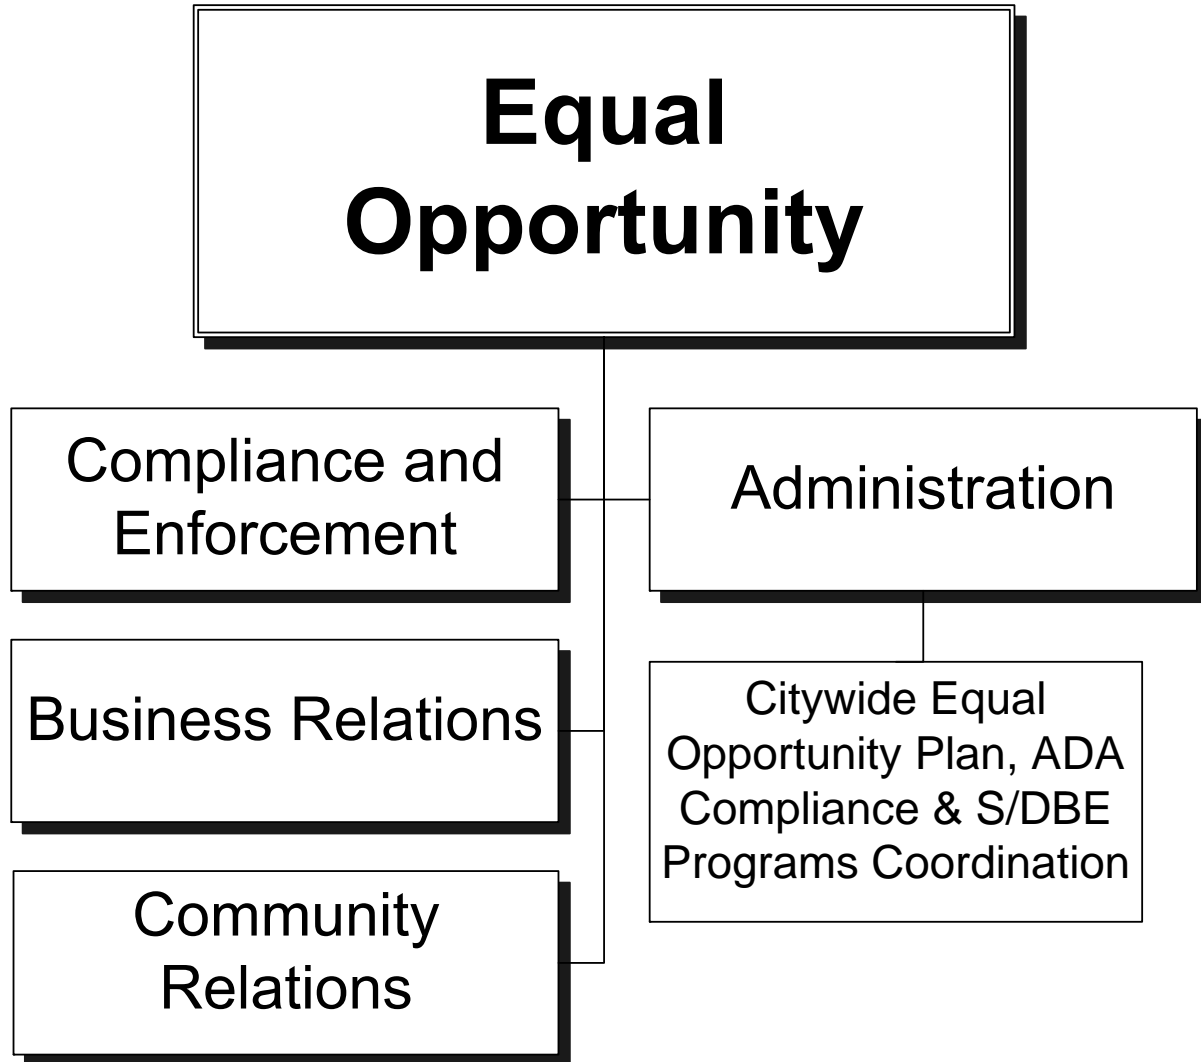 Equal
Opportunity
Compliance and
Enforcement
Administration
Business Relations
Citywide Equal
Opportunity Plan, ADA
Compliance & S/DBE
Programs Coordination
Community
Relations